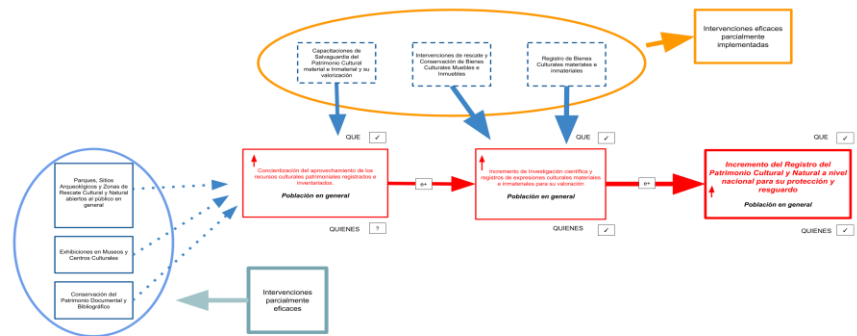 Intervenciones eficaces
parcialmente
implementadas
Capacitaciones de
Salvaguardia del
Patrimonio Cultural
material e Inmaterial y su
valorización
Intervenciones de rescate y
Conservación de Bienes
Culturales Muebles e
Inmuebles
Registro de Bienes
Culturales materiales e
inmateriales
QUE ✓
QUE ✓
QUE ✓
Parques, Sitios
Arqueológicos y Zonas de
Rescate Cultural y Natural
abiertos al público en
general
Concientización del aprovechamiento de los
recursos culturales patrimoniales registrados e
inventariados.
Población en general
e+
Incremento de Investigación científica y
registros de expresiones culturales materiales
e inmateriales para su valoración
Población en general
e+
Incremento del Registro del
Patrimonio Cultural y Natural a nivel
nacional para su protección y
resguardo
Población en general
QUIENES ?
QUIENES ✓
QUIENES ✓
Exhibiciones en Museos y
Centros Culturales
Conservación del
Patrimonio Documental y
Bibliográfico
Intervenciones
parcialmente
eficaces